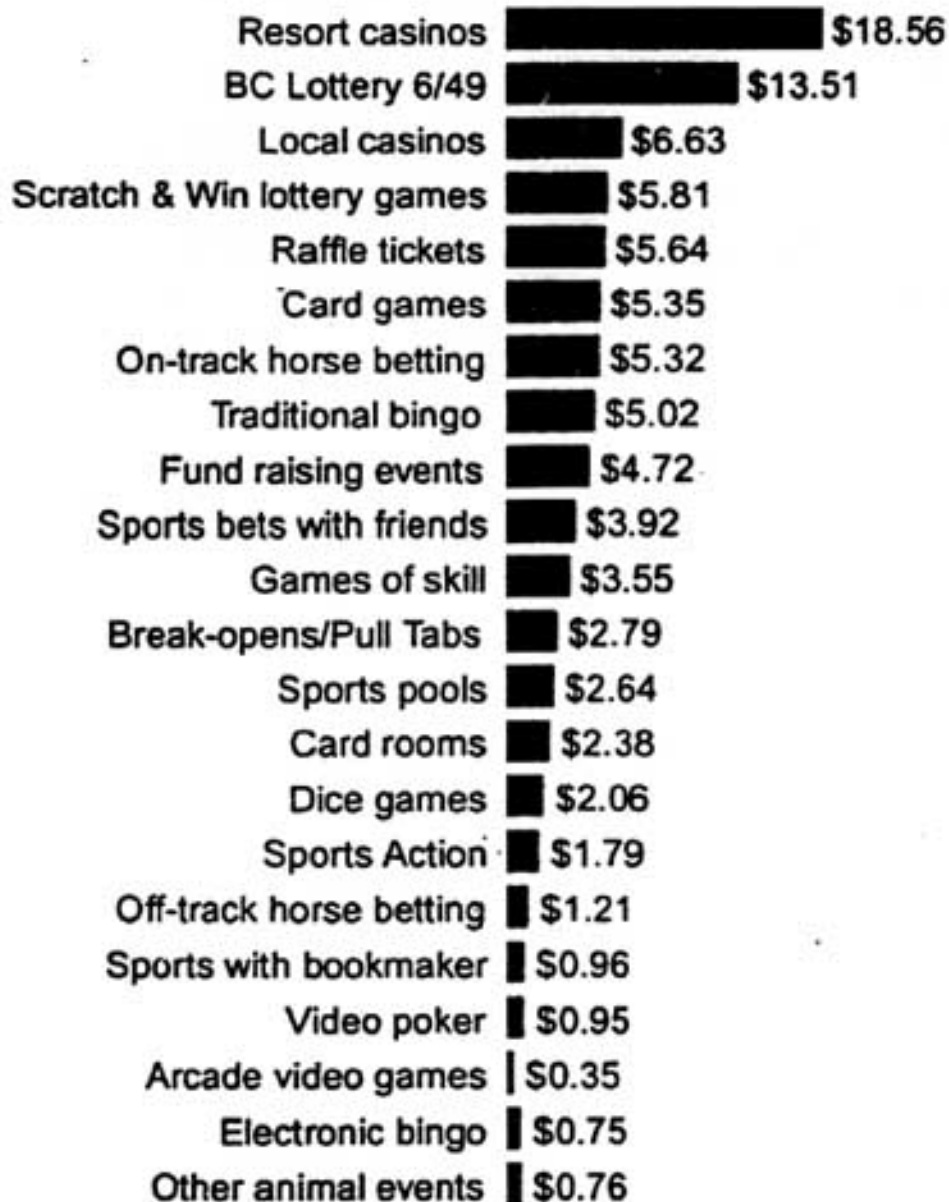 Resort casinos $18.56
BC Lottery 6/49 $13.51
Local casinos $6.63
Scratch & Win lottery games $5.81
Raffle tickets $5.64
Card games $5.35
On-track horse betting $5.32
Traditional bingo $5.02
Fund raising events $4.72
Sports bets with friends $3.92
Games of skill $3.55
Break-opens/Pull Tabs $2.79
Sports pools $2.64
Card rooms $2.38
Dice games $2.06
Sports Action $1.79
Off-track horse betting $1.21
Sports with bookmaker $0.96
Video poker $0.95
Arcade video games $0.35
Electronic bingo $0.75
Other animal events $0.76